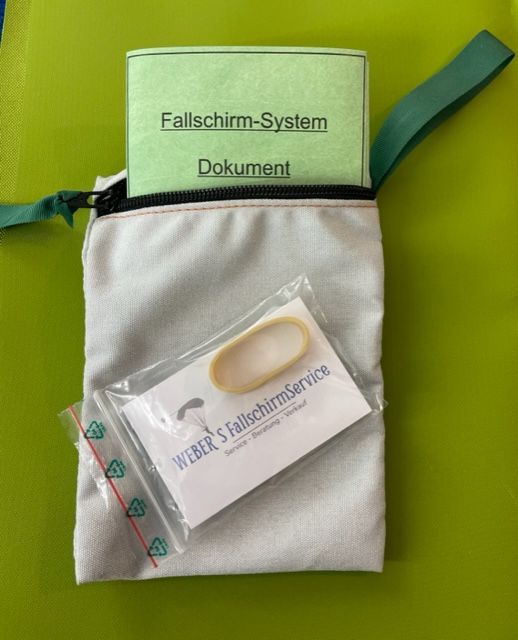 Fallschirm-System
Dokument
WEBER´S FallschirmService
Service - Beratung - Verkauf